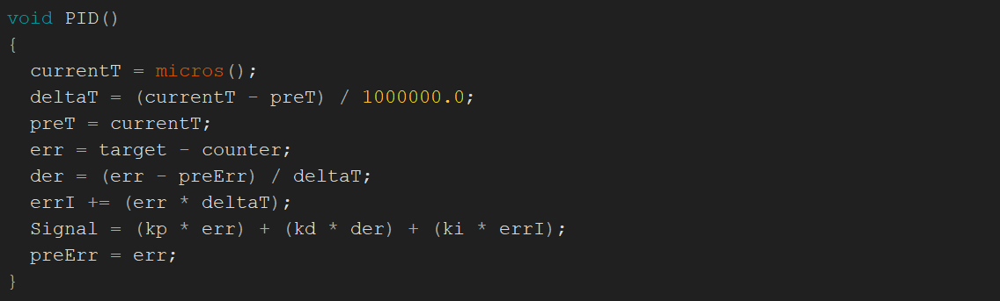 void PID()
{
  currentT = micros();
  deltaT = (currentT - preT) / 1000000.0;
  preT = currentT;
  err = target - counter;
  der = (err - preErr) / deltaT;
  errI += (err * deltaT);
  Signal = (kp * err) + (kd * der) + (ki * errI);
  preErr = err;
}